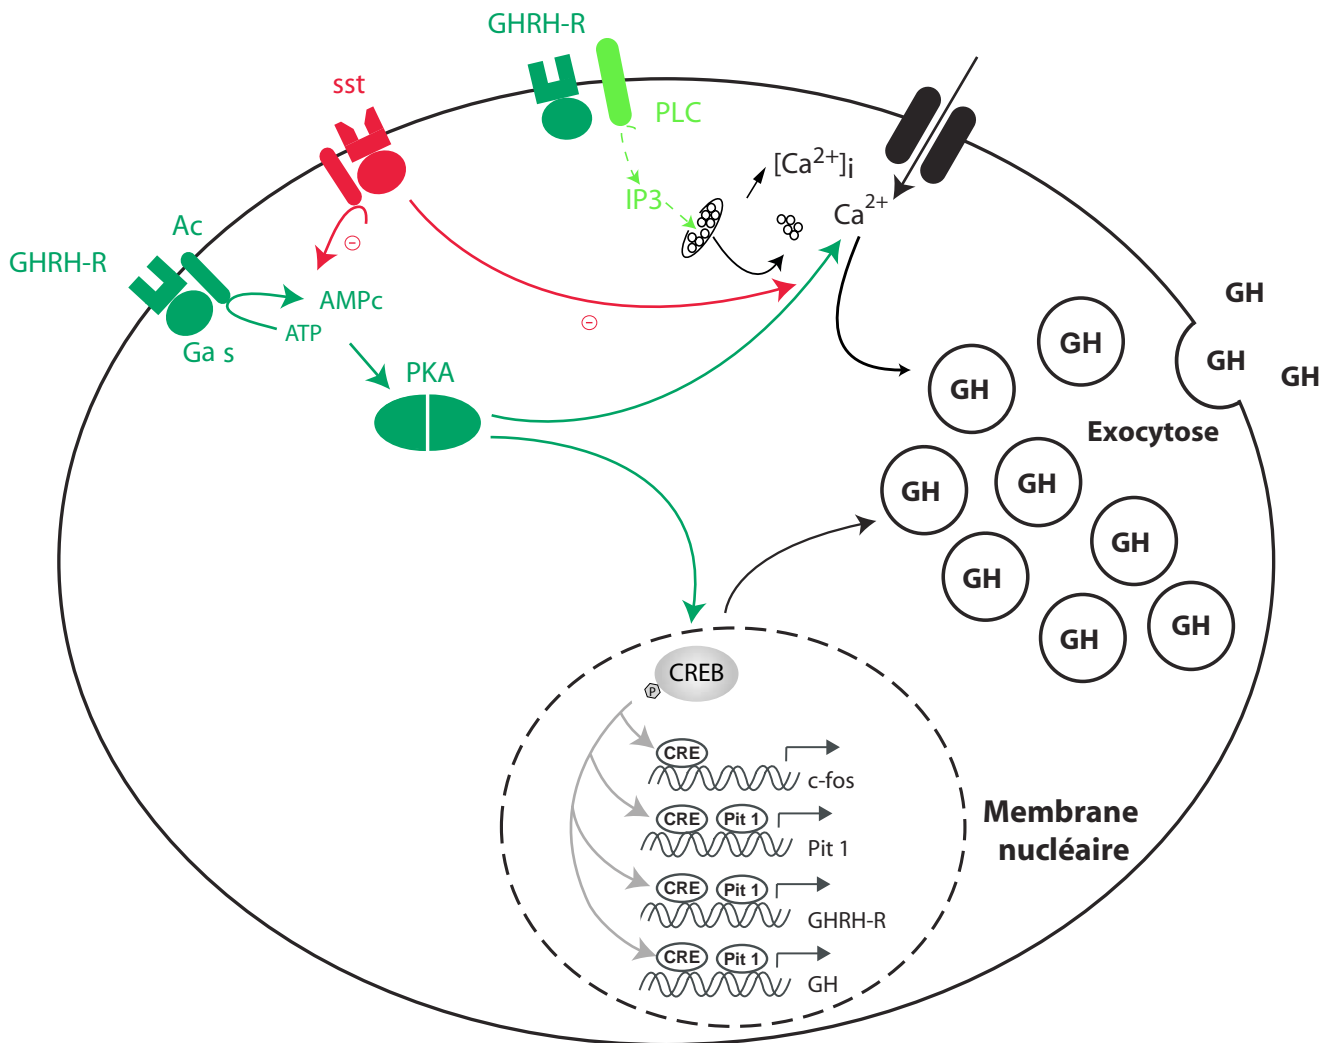 GHRH-R
sst
PLC
[Ca2+]i
IP3
Ca2+
Ac
GHRH-R
AMPc
ATP
Ga s
PKA
⊖
⊖
GH
GH
GH
GH
GH
Exocytose
GH
GH
GH
GH
GH
GH
GH
CREB
P
CRE
c-fos
CRE Pit 1
Pit 1
CRE Pit 1
GHRH-R
CRE Pit 1
GH
Membrane
nucléaire